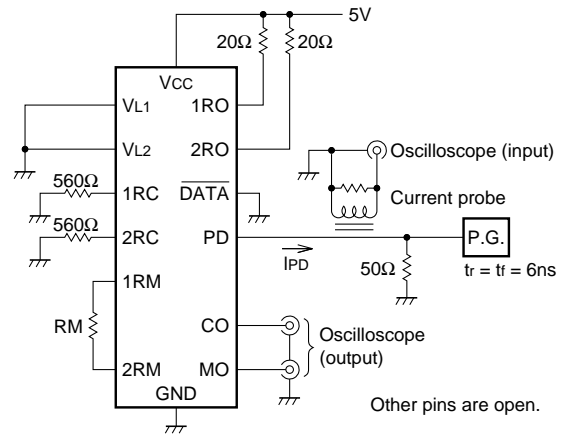 5V
20Ω
20Ω
VCC
VL1
1RO
VL2
2RO
Oscilloscope (input)
560Ω
1RC
DATA
Current probe
560Ω
2RC
PD
P.G.
IPD
tr = tf = 6ns
1RM
50Ω
RM
CO
Oscilloscope
(output)
2RM
MO
GND
Other pins are open.